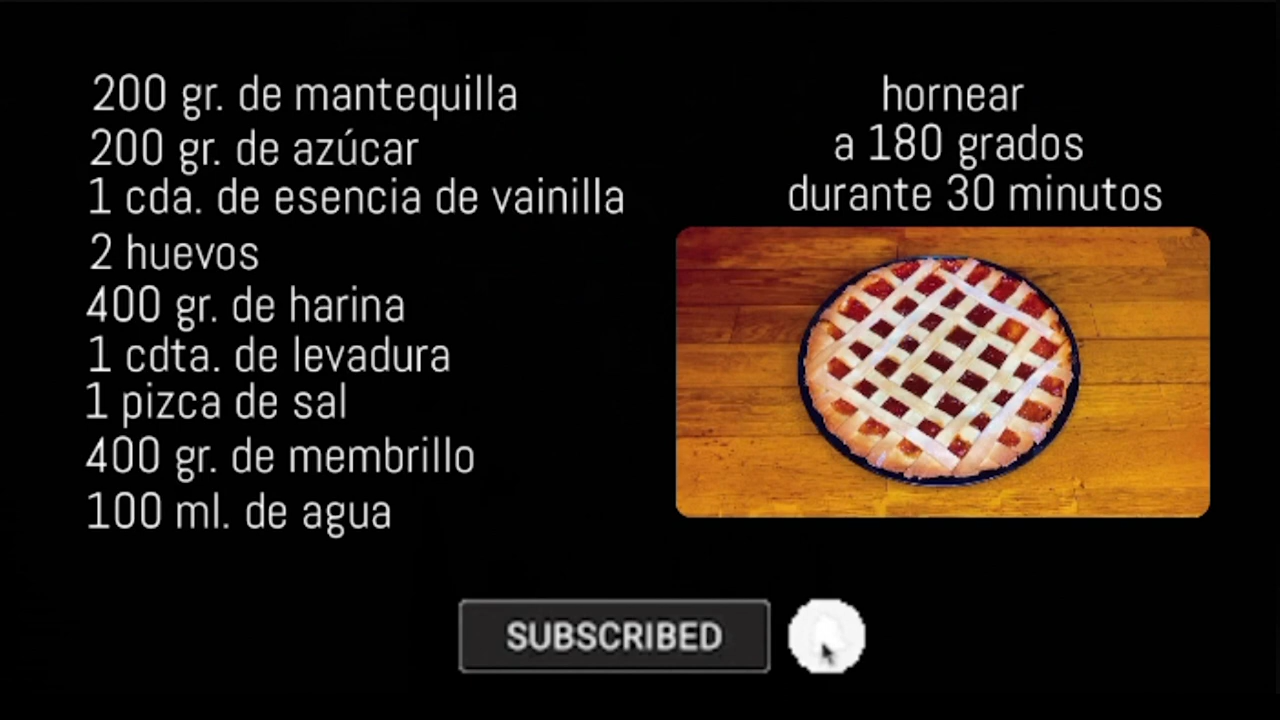 200 gr. de mantequilla
200 gr. de azúcar
1 cda. de esencia de vainilla
2 huevos
400 gr. de harina
1 cdta. de levadura
1 pizca de sal
400 gr. de membrillo
100 ml. de agua
hornear
a 180 grados
durante 30 minutos
SUBSCRIBED